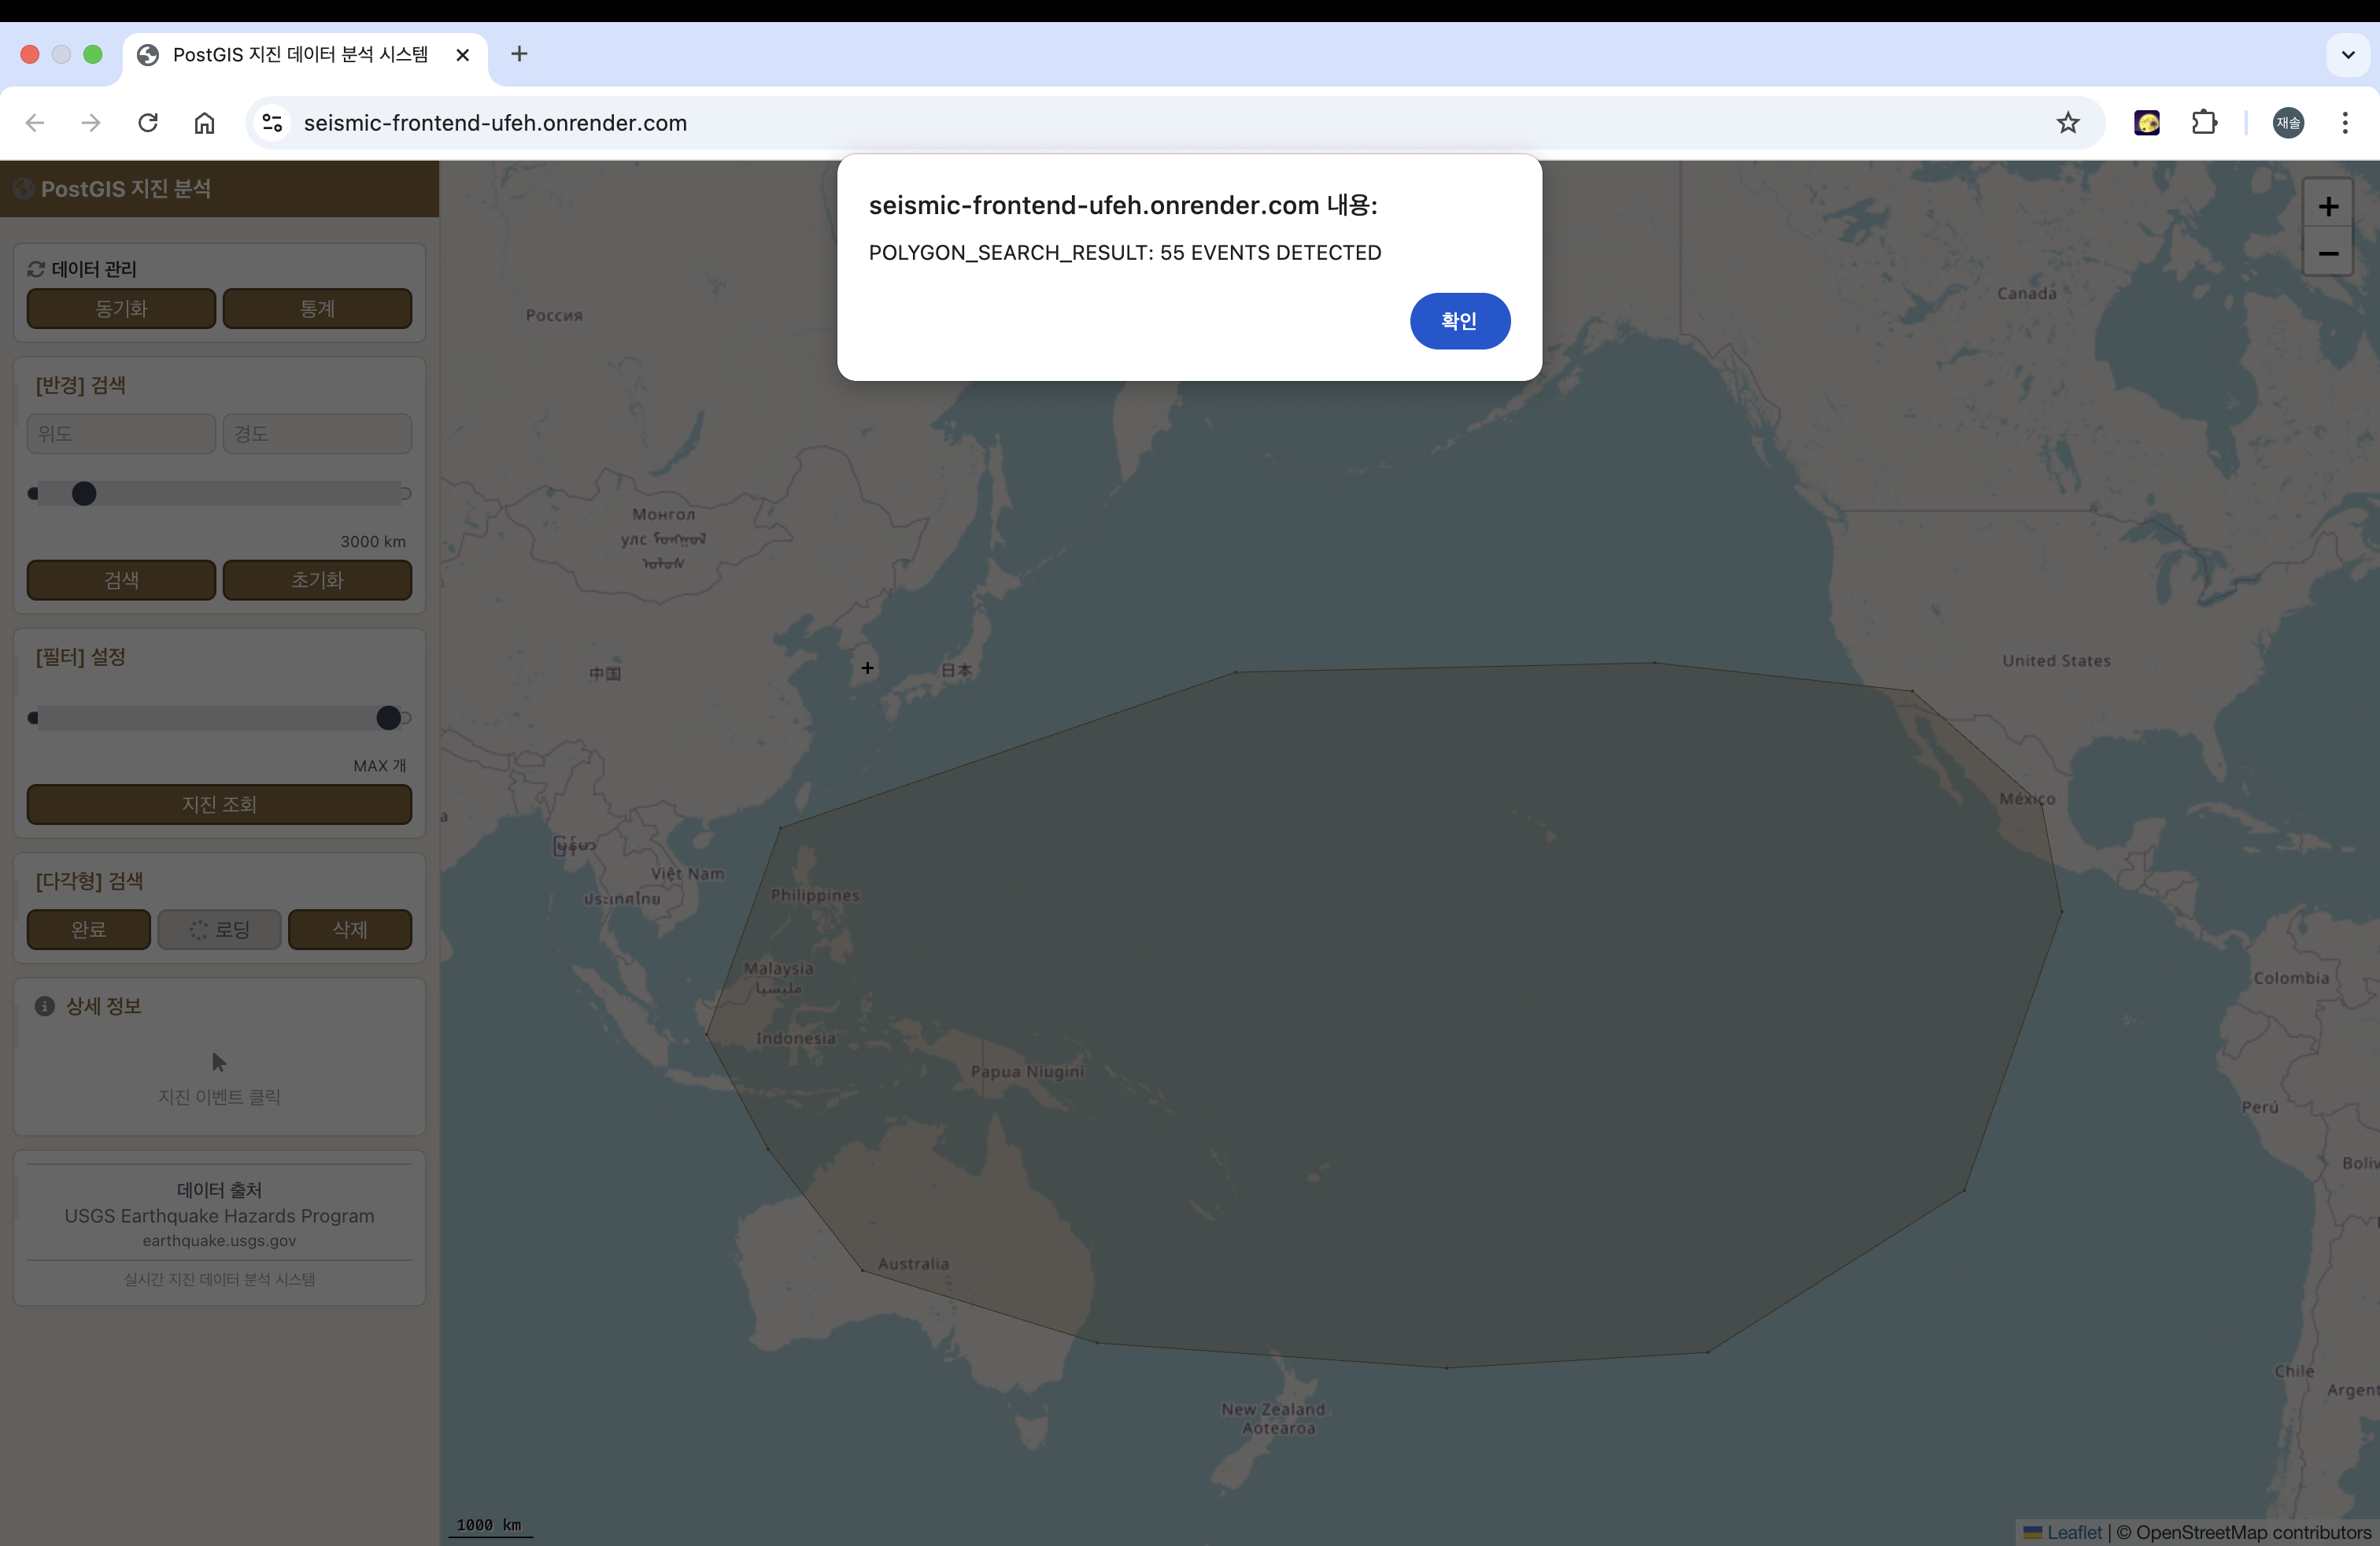 PostGIS 지진 데이터 분석 시스템
seismic-frontend-ufeh.onrender.com
재솔
seismic-frontend-ufeh.onrender.com 내용:
POLYGON_SEARCH_RESULT: 55 EVENTS DETECTED
확인
PostGIS 지진 분석
데이터 관리
동기화
통계
[반경] 검색
위도
경도
3000 km
검색
초기화
[필터] 설정
MAX 개
지진 조회
[다각형] 검색
완료
로딩
삭제
상세 정보
지진 이벤트 클릭
데이터 출처
USGS Earthquake Hazards Program
earthquake.usgs.gov
실시간 지진 데이터 분석 시스템
+
−
Россия
Canada
Монгол
улс
中国
日本
United States
México
Việt Nam
ประเทศไทย
Philippines
Malaysia
مليسيا
Indonesia
Papua Niugini
Colombia
Perú
Boliv
Australia
New Zealand
Aotearoa
Chile
Argent
a
1000 km
Leaflet | © OpenStreetMap contributors